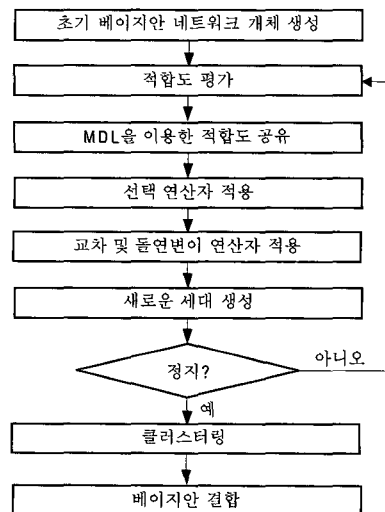 초기 베이지안 네트워크 개체 생성
적합도 평가
MDL을 이용한 적합도 공유
선택 연산자 적용
교차 및 돌연변이 연산자 적용
새로운 세대 생성
정지?
아니오
예
클러스터링
베이지안 결합